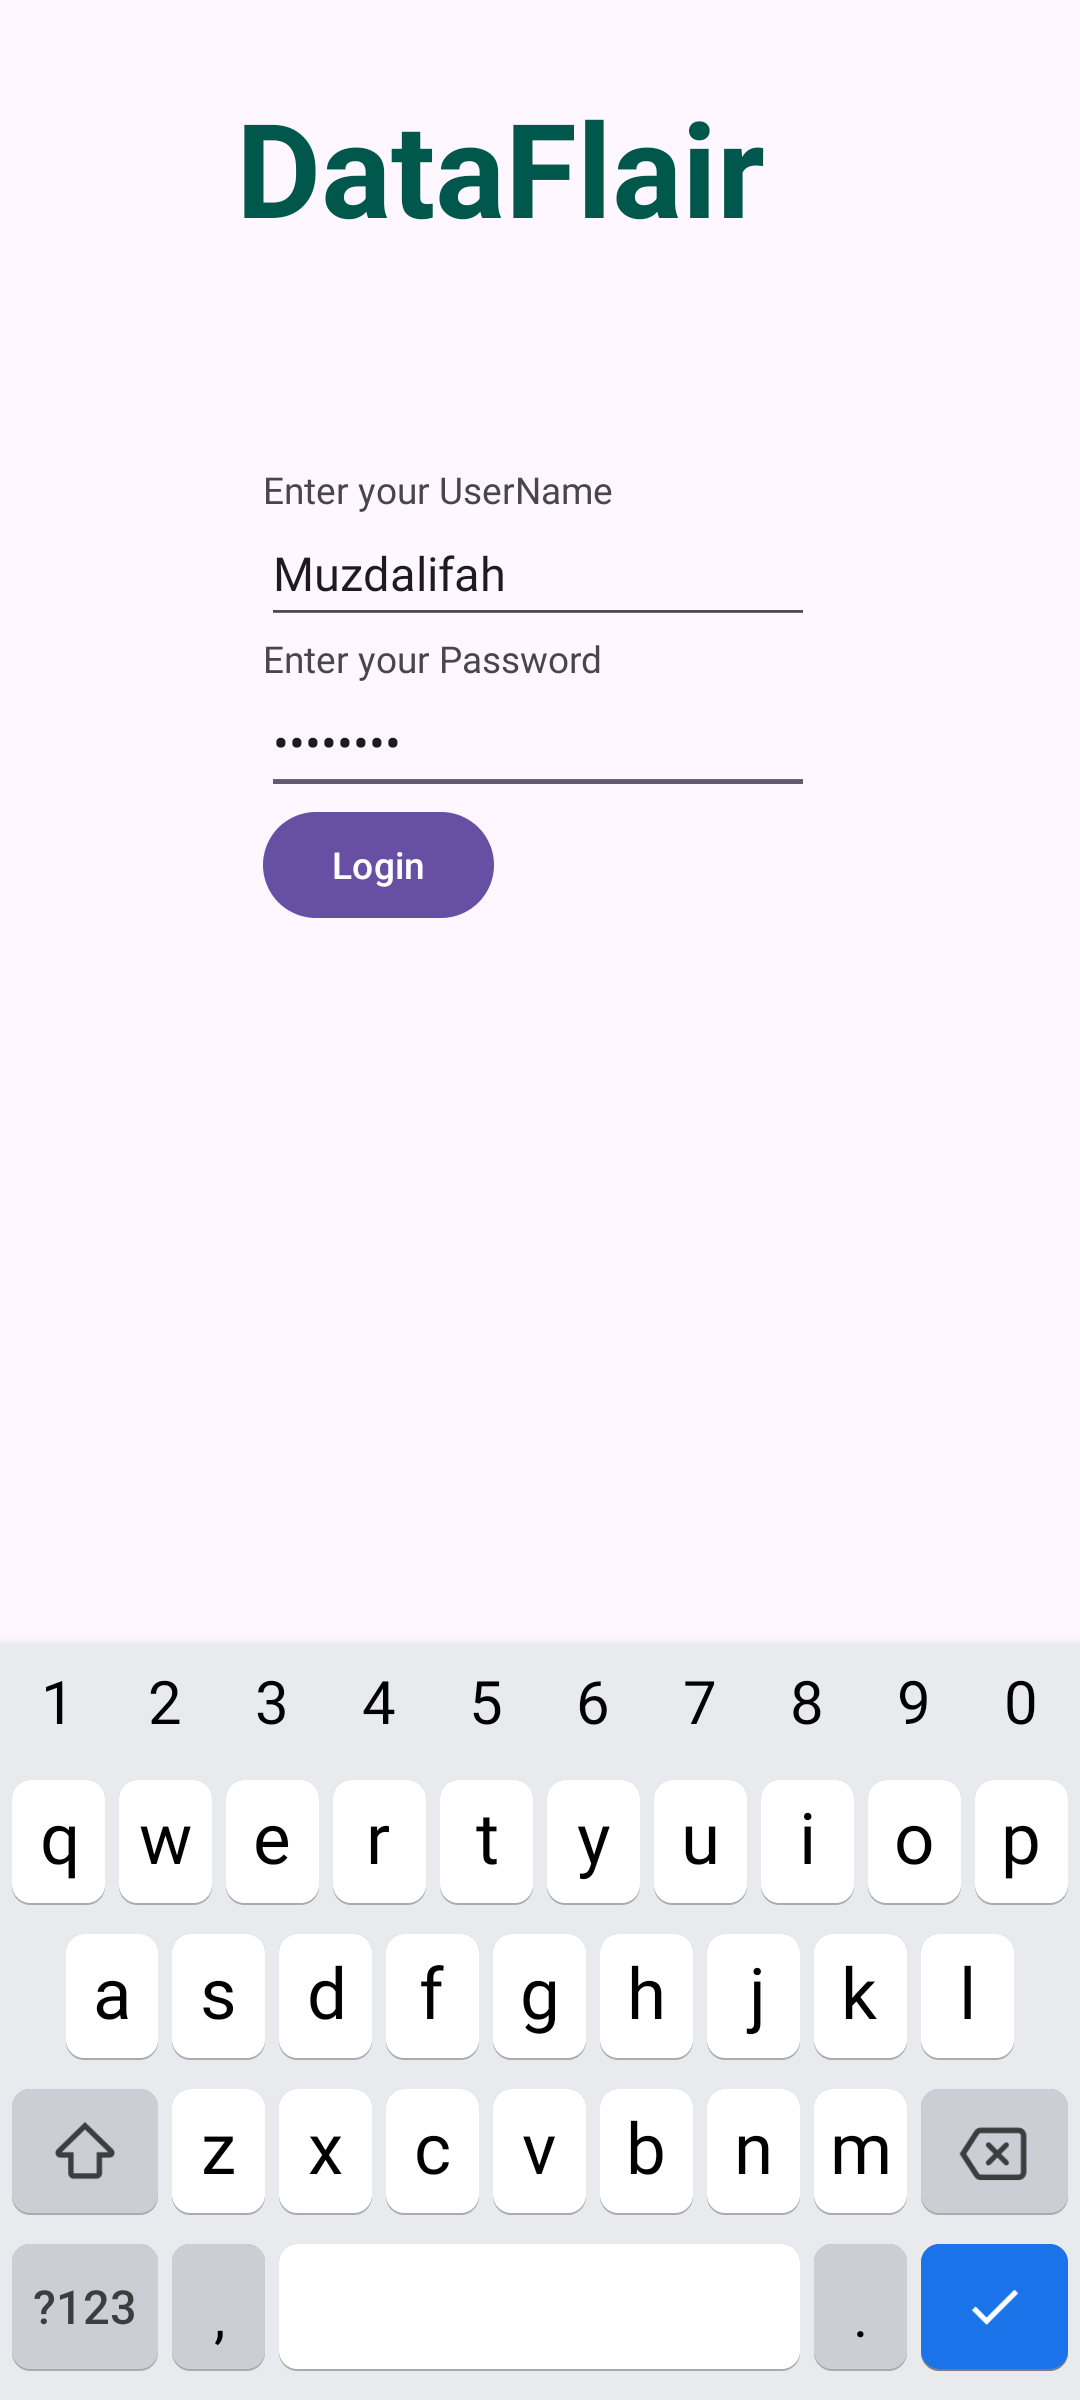 DataFlair
Enter your UserName
Muzdalifah
Enter your Password
••••••••
Login
1 2 3 4 5 6 7 8 9 0
q w e r t y u i o p
a s d f g h j k l
z x c v b n m
?123 , .